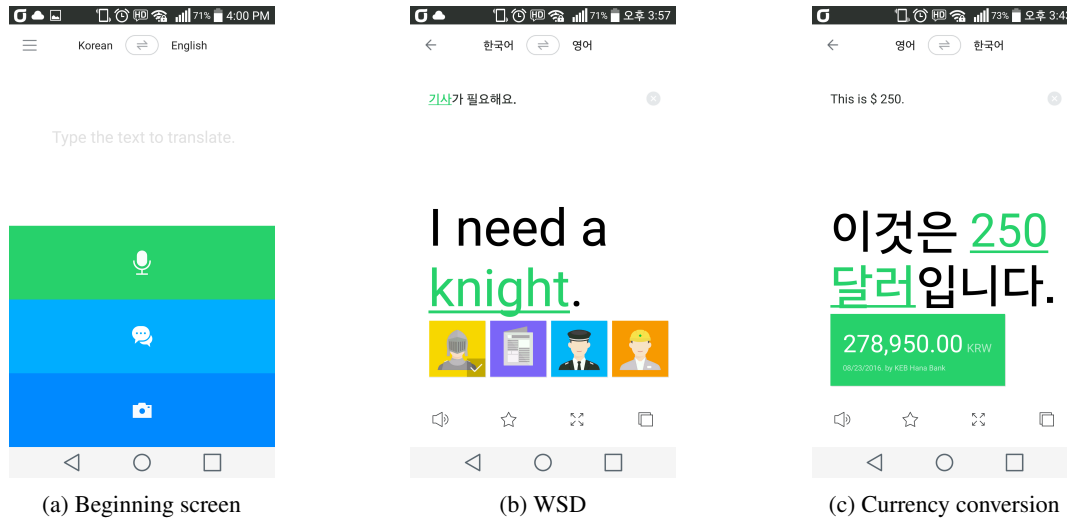 71% 4:00 PM
Korean English
Type the text to translate.
(a) Beginning screen
HD 71% 오후 3:57
한국어 영어
기사가 필요해요.
I need a
knight.
(b) WSD
HD 73% 오후 3:43
영어 한국어
This is $ 250.
이것은 250
달러입니다.
278,950.00 KRW
08/23/2016. by KEB Hana Bank
(c) Currency conversion